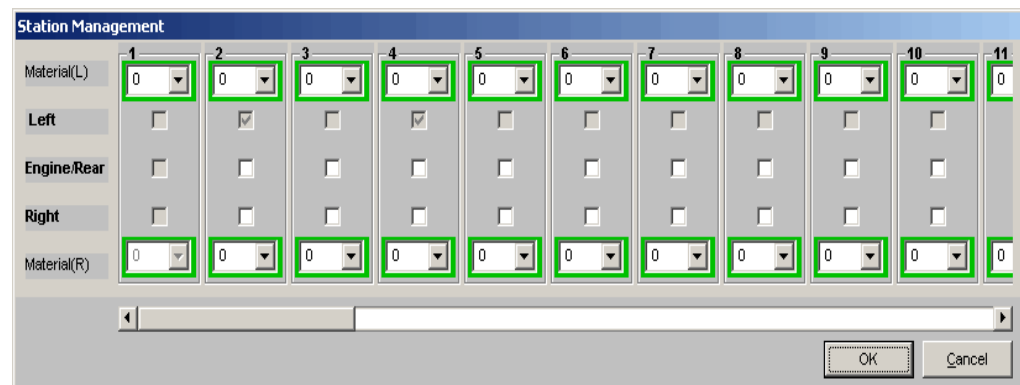 Station Management
1 2 3 4 5 6 7 8 9 10 11
Material(L) 0 0 0 0 0 0 0 0 0 0 0
Left
Engine/Rear
Right
Material(R) 0 0 0 0 0 0 0 0 0 0 0
OK Cancel